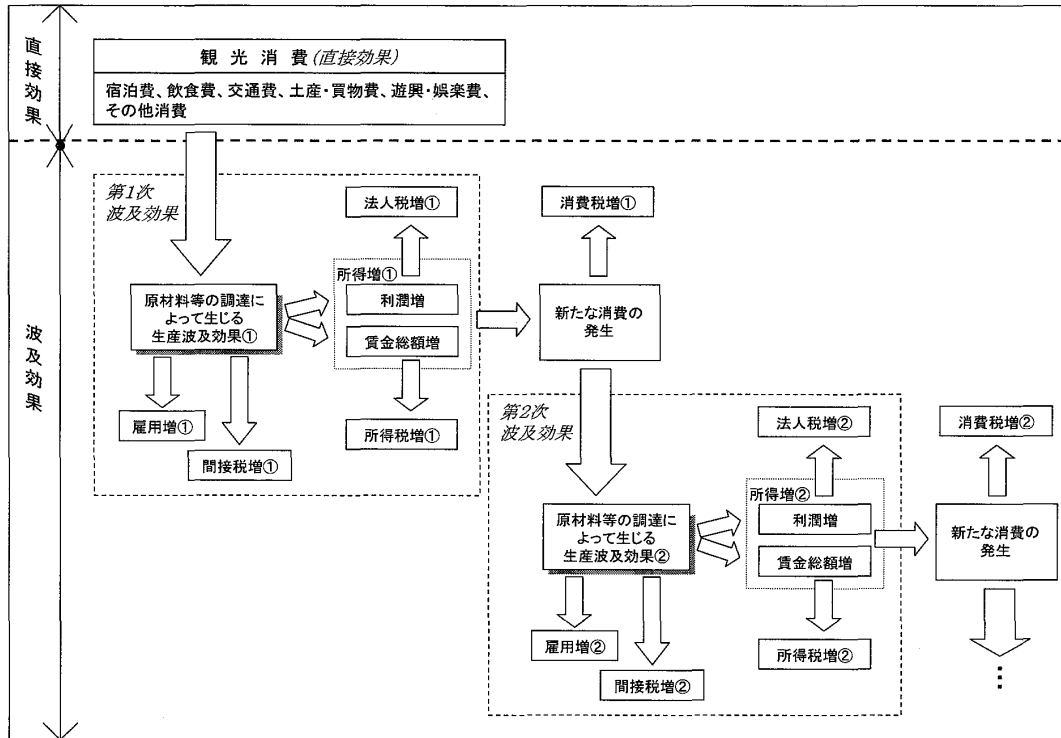 直接効果
観光消費(直接効果)
宿泊費、飲食費、交通費、土産・買物費、遊興・娯楽費、
その他消費
波及効果
第1次
波及効果
法人税増①
消費税増①
所得増①
利潤増
賃金総額増
原材料等の調達に
よって生じる
生産波及効果①
新たな消費の
発生
雇用増①
所得税増①
間接税増①
第2次
波及効果
法人税増②
消費税増②
所得増②
利潤増
賃金総額増
原材料等の調達に
よって生じる
生産波及効果②
新たな消費の
発生
雇用増②
所得税増②
間接税増②
⋮